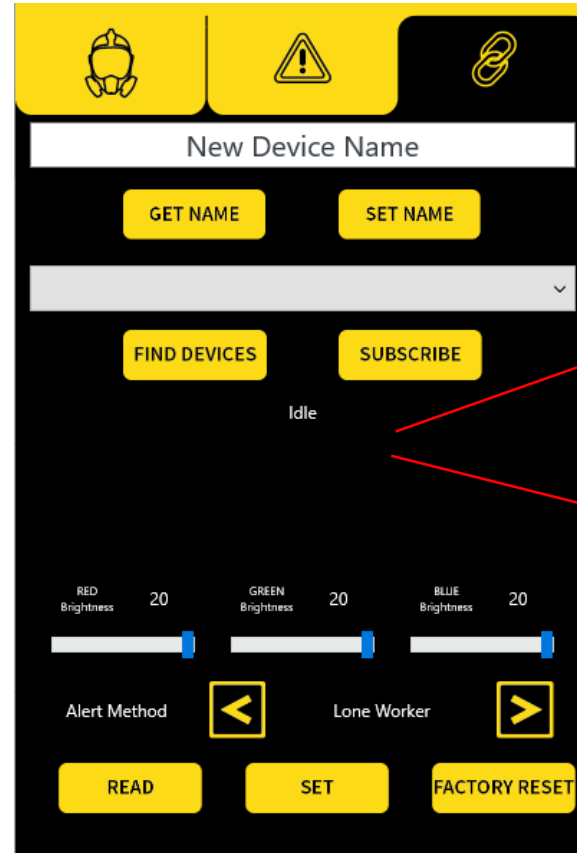 New Device Name
GET NAME
SET NAME
FIND DEVICES
SUBSCRIBE
Idle
RED
Brightness
20
GREEN
Brightness
20
BLUE
Brightness
20
Alert Method
<
Lone Worker
>
READ
SET
FACTORY RESET